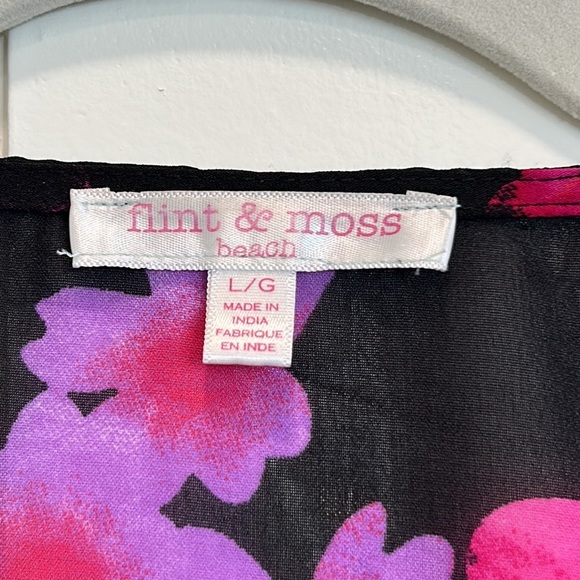 flint & moss
beach
L/G
MADE IN
INDIA
FABRIQUE
EN INDE